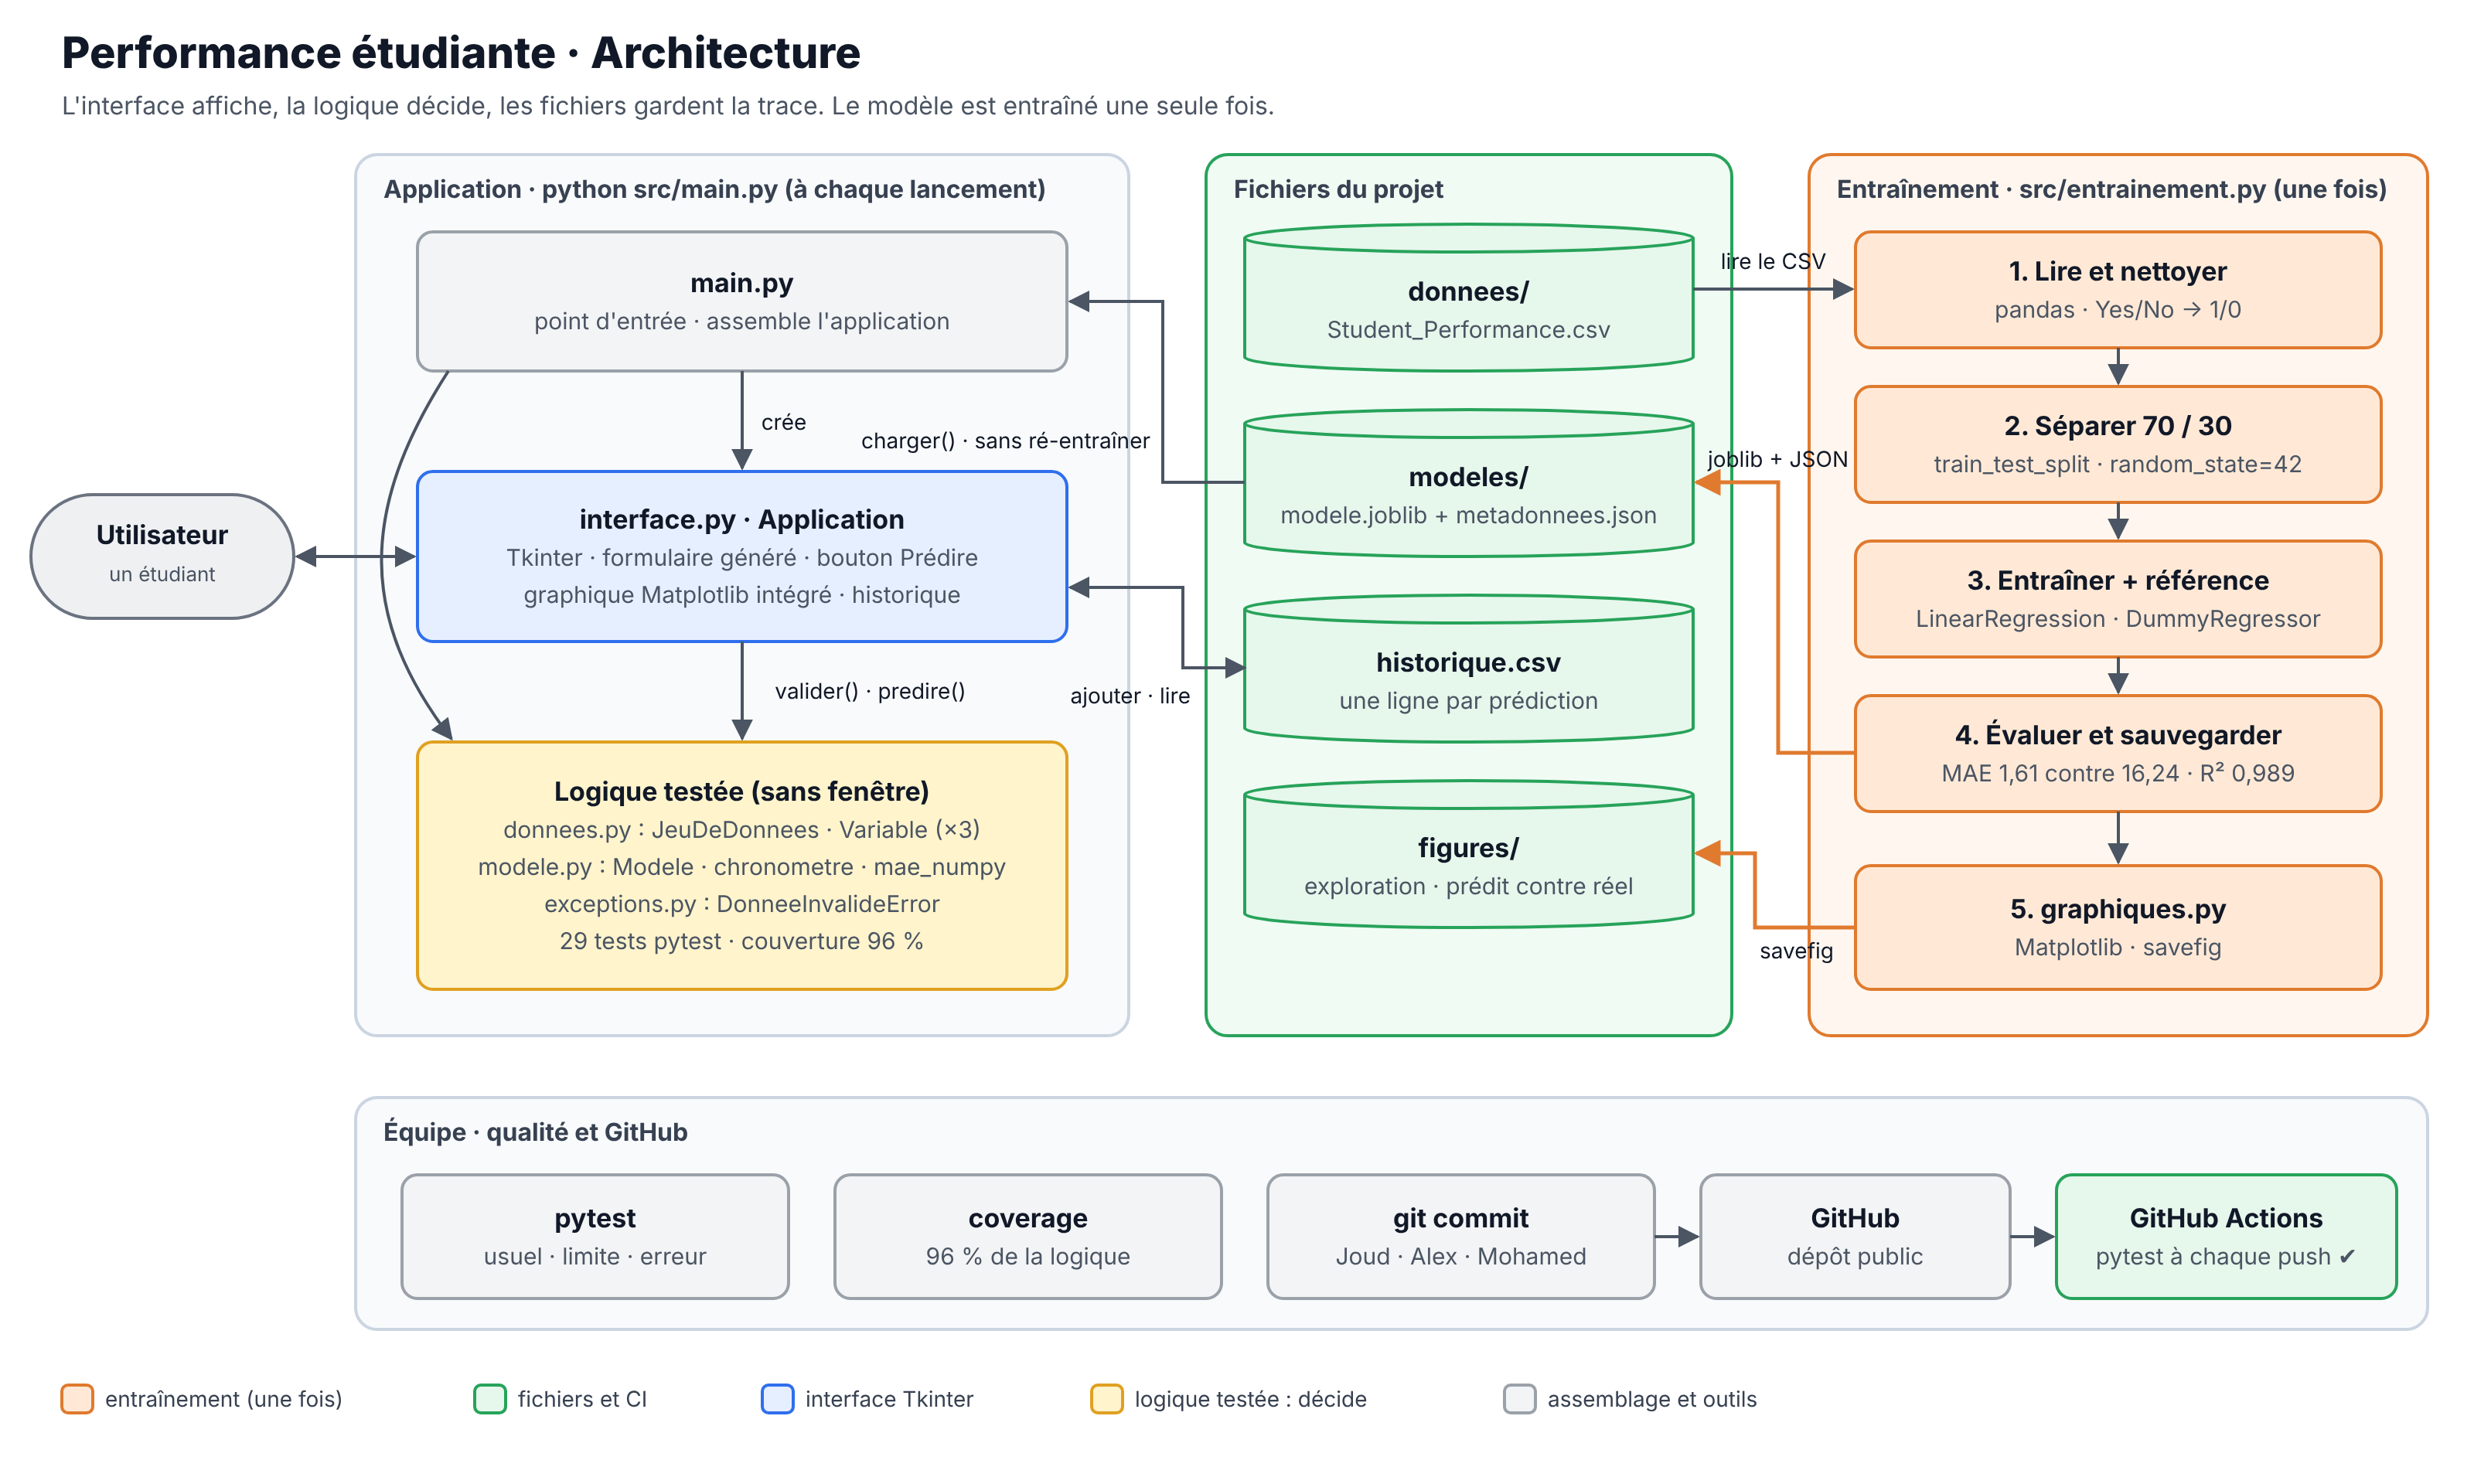 Performance étudiante · Architecture
L'interface affiche, la logique décide, les fichiers gardent la trace. Le modèle est entraîné une seule fois.
Application · python src/main.py (à chaque lancement)
main.py
point d'entrée · assemble l'application
crée
charger() · sans ré-entraîner
Utilisateur
un étudiant
interface.py · Application
Tkinter · formulaire généré · bouton Prédire
graphique Matplotlib intégré · historique
valider() · predire()
ajouter · lire
Logique testée (sans fenêtre)
donnees.py : JeuDeDonnees · Variable (×3)
modele.py : Modele · chronometre · mae_numpy
exceptions.py : DonneeInvalideError
29 tests pytest · couverture 96 %
Fichiers du projet
donnees/
Student_Performance.csv
modeles/
modele.joblib + metadonnees.json
historique.csv
une ligne par prédiction
figures/
exploration · prédit contre réel
lire le CSV
joblib + JSON
savefig
Entraînement · src/entrainement.py (une fois)
1. Lire et nettoyer
pandas · Yes/No → 1/0
2. Séparer 70 / 30
train_test_split · random_state=42
3. Entraîner + référence
LinearRegression · DummyRegressor
4. Évaluer et sauvegarder
MAE 1,61 contre 16,24 · R² 0,989
5. graphiques.py
Matplotlib · savefig
Équipe · qualité et GitHub
pytest
usuel · limite · erreur
coverage
96 % de la logique
git commit
Joud · Alex · Mohamed
GitHub
dépôt public
GitHub Actions
pytest à chaque push ✔
entraînement (une fois)
fichiers et CI
interface Tkinter
logique testée : décide
assemblage et outils